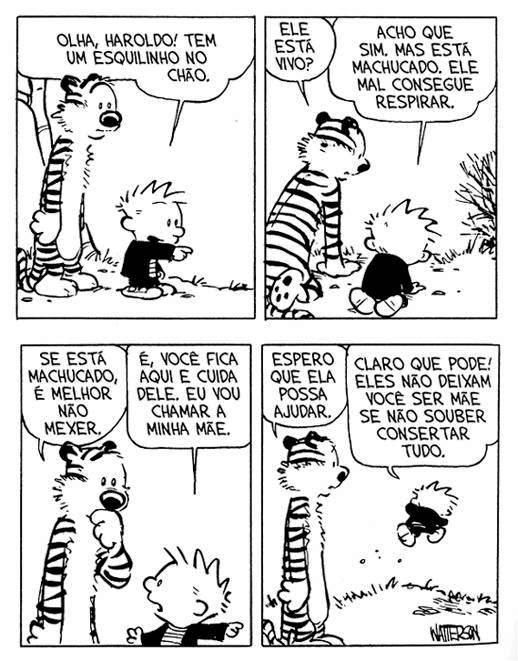 OLHA, HAROLDO! TEM
UM ESQUILINHO NO
CHÃO.
ELE
ESTÁ
VIVO?
ACHO QUE
SIM. MAS ESTÁ
MACHUCADO. ELE
MAL CONSEGUE
RESPIRAR.
SE ESTÁ
MACHUCADO,
É MELHOR
NÃO
MEXER.
É, VOCÊ FICA
AQUI E CUIDA
DELE. EU VOU
CHAMAR A
MINHA MÃE.
ESPERO
QUE ELA
POSSA
AJUDAR.
CLARO QUE PODE!
ELES NÃO DEIXAM
VOCÊ SER MÃE
SE NÃO SOUBER
CONSERTAR
TUDO.
WATTERSON